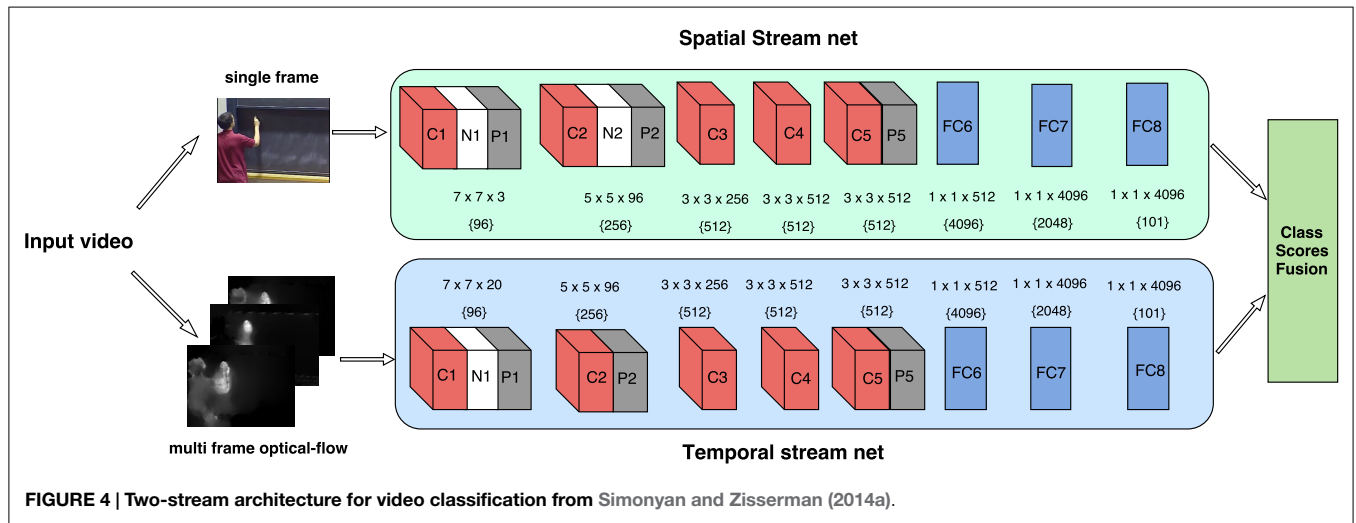 Spatial Stream net
single frame
C1 N1 P1 C2 N2 P2 C3 C4 C5 P5 FC6 FC7 FC8
7 x 7 x 3 5 x 5 x 96 3 x 3 x 256 3 x 3 x 512 3 x 3 x 512 1 x 1 x 512 1 x 1 x 4096 1 x 1 x 4096
{96} {256} {512} {512} {512} {4096} {2048} {101}
Input video
Class
Scores
Fusion
7 x 7 x 20 5 x 5 x 96 3 x 3 x 256 3 x 3 x 512 3 x 3 x 512 1 x 1 x 512 1 x 1 x 4096 1 x 1 x 4096
{96} {256} {512} {512} {512} {4096} {2048} {101}
C1 N1 P1 C2 P2 C3 C4 C5 P5 FC6 FC7 FC8
multi frame optical-flow
Temporal stream net
FIGURE 4 | Two-stream architecture for video classification from Simonyan and Zisserman (2014a).